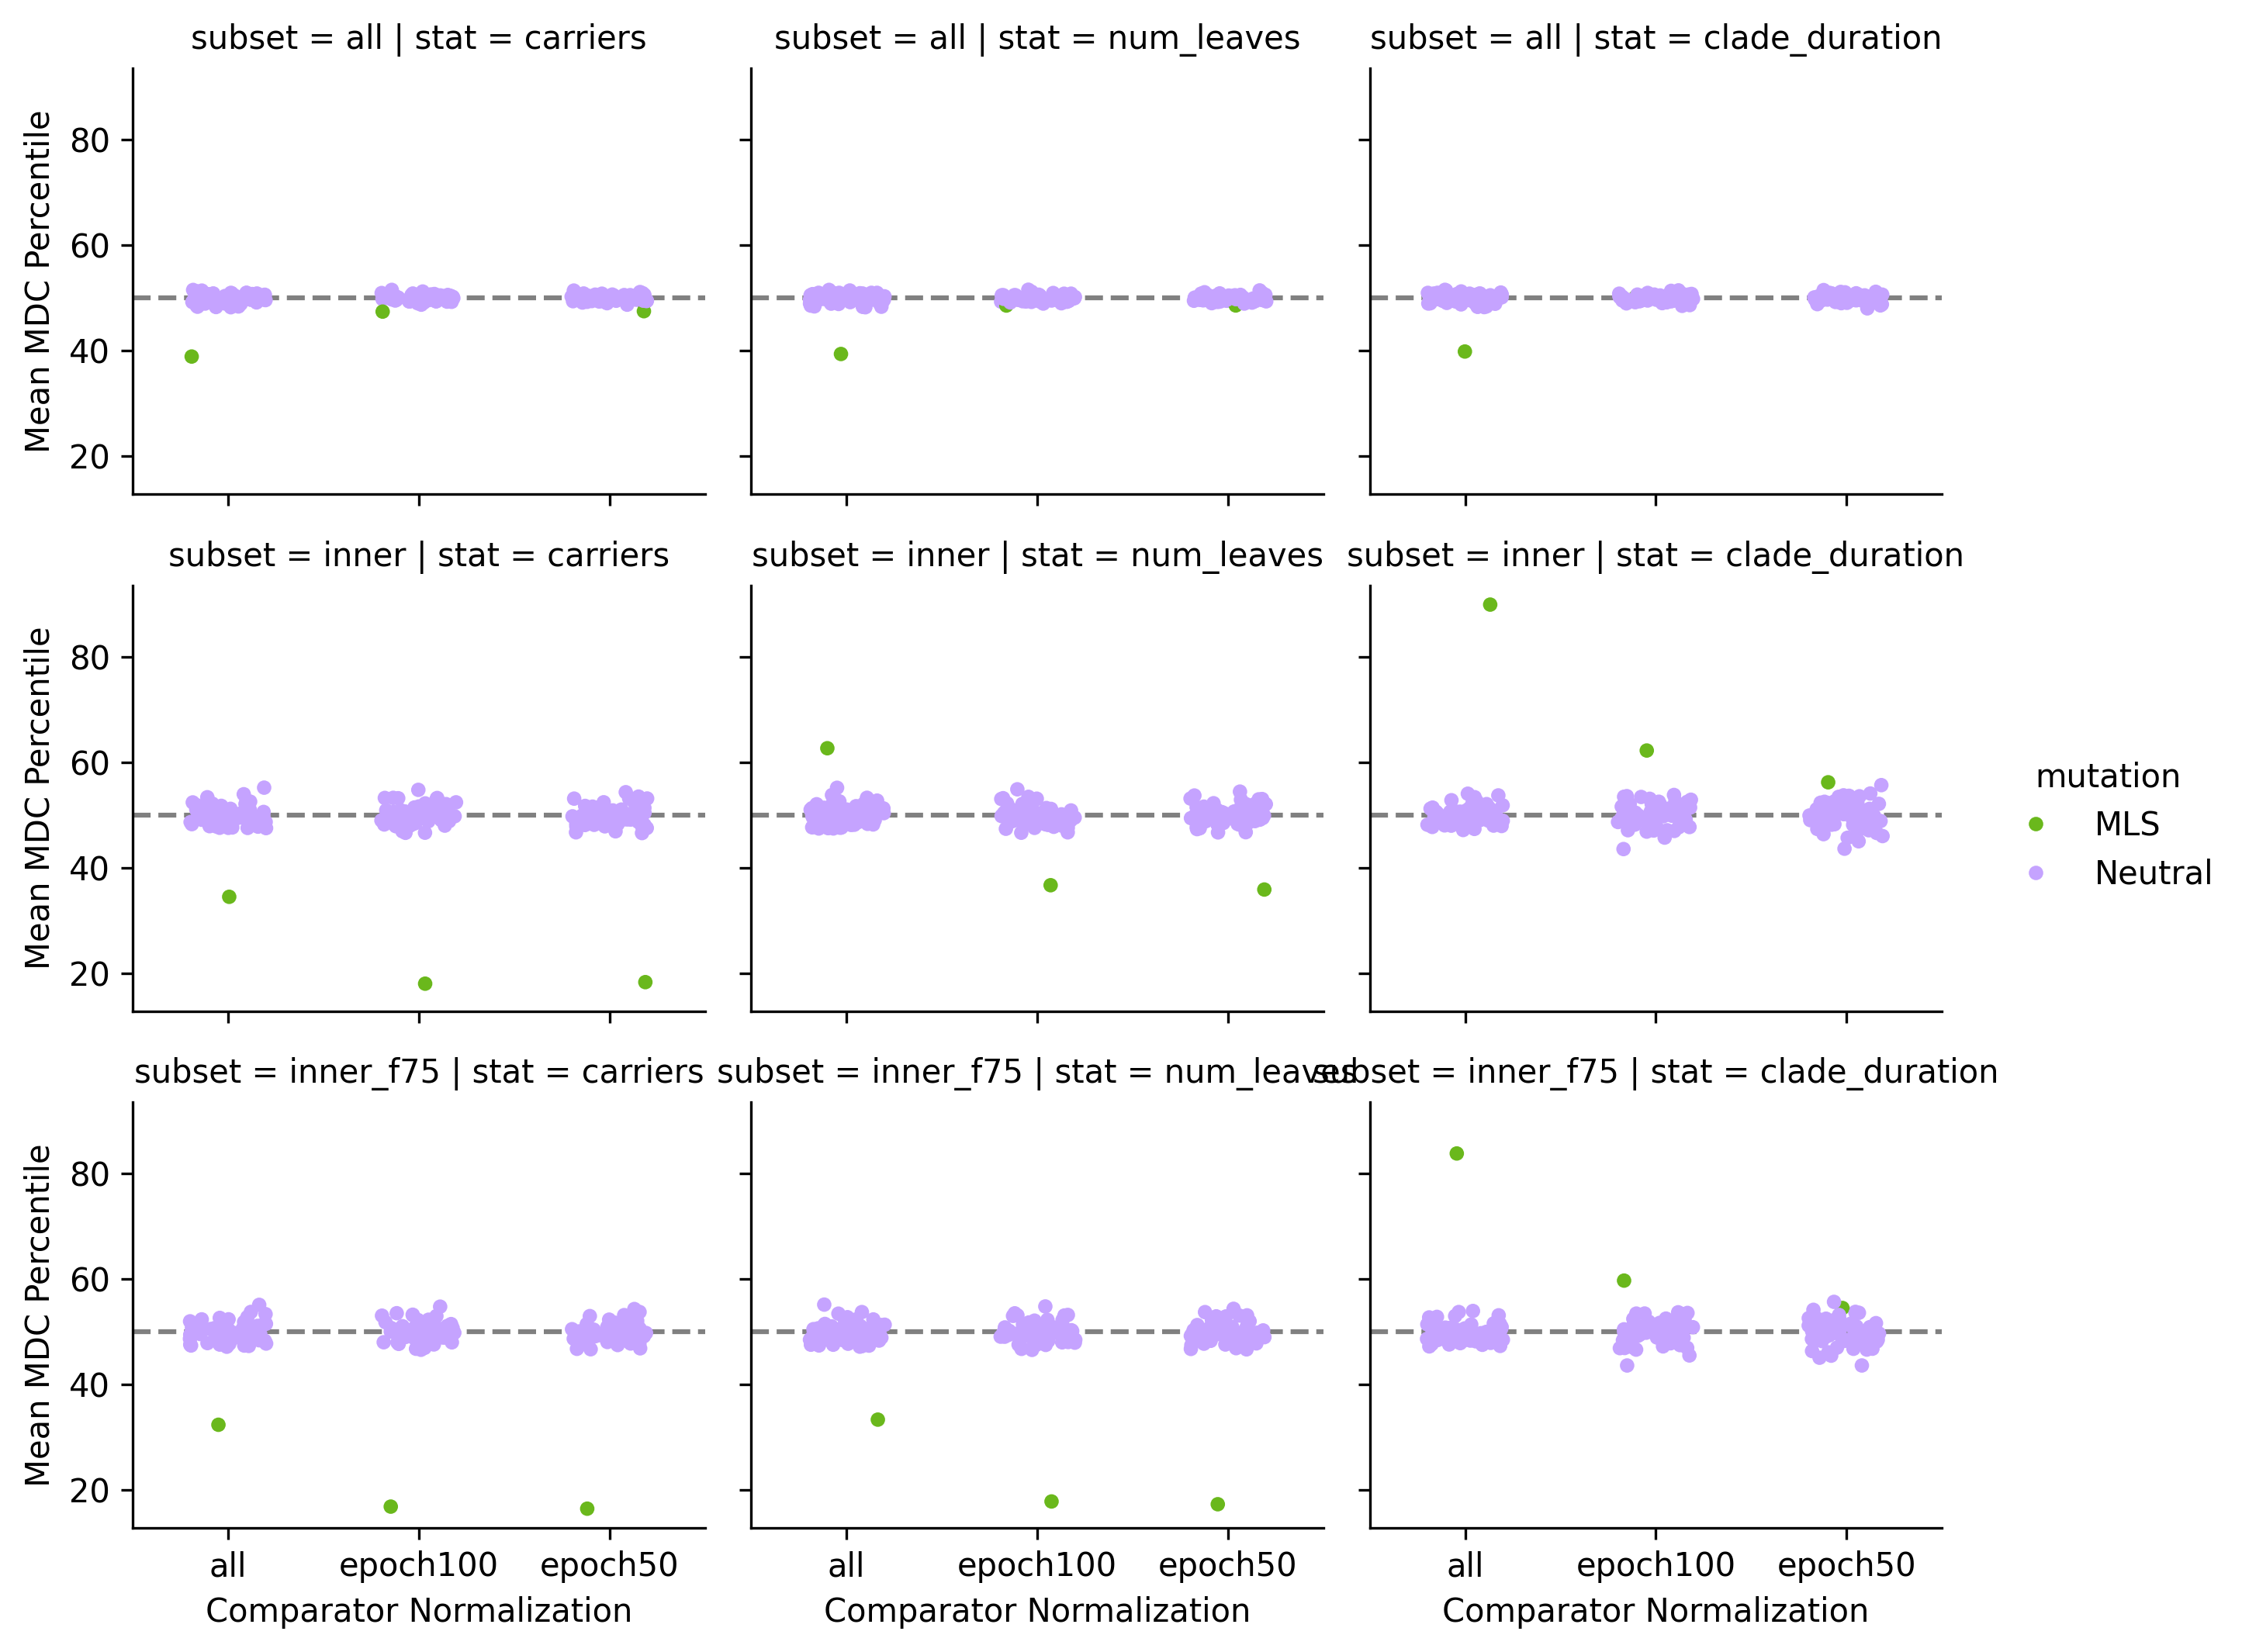 subset = all | stat = carriers
subset = all | stat = num_leaves
subset = all | stat = clade_duration
Mean MDC Percentile
80
60
40
20
subset = inner | stat = carriers
subset = inner | stat = num_leaves
subset = inner | stat = clade_duration
Mean MDC Percentile
80
60
40
20
mutation
MLS
Neutral
subset = inner_f75 | stat = carriers
subset = inner_f75 | stat = num_leaves
subset = inner_f75 | stat = clade_duration
Mean MDC Percentile
80
60
40
20
all epoch100 epoch50
Comparator Normalization
all epoch100 epoch50
Comparator Normalization
all epoch100 epoch50
Comparator Normalization